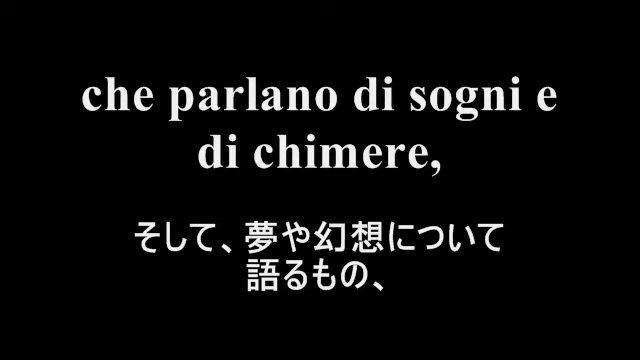 che parlano di sogni e
di chimere,
そして、夢や幻想について
語るもの、